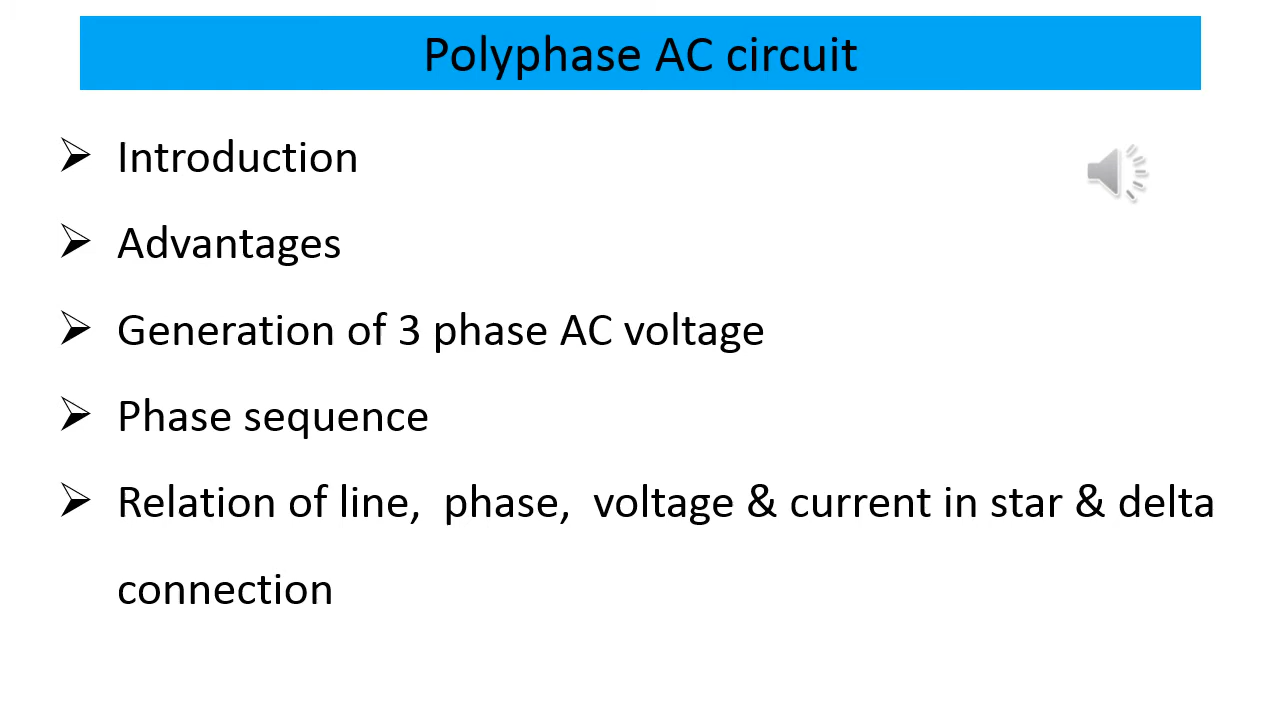 Polyphase AC circuit
Introduction
Advantages
Generation of 3 phase AC voltage
Phase sequence
Relation of line, phase, voltage & current in star & delta
connection